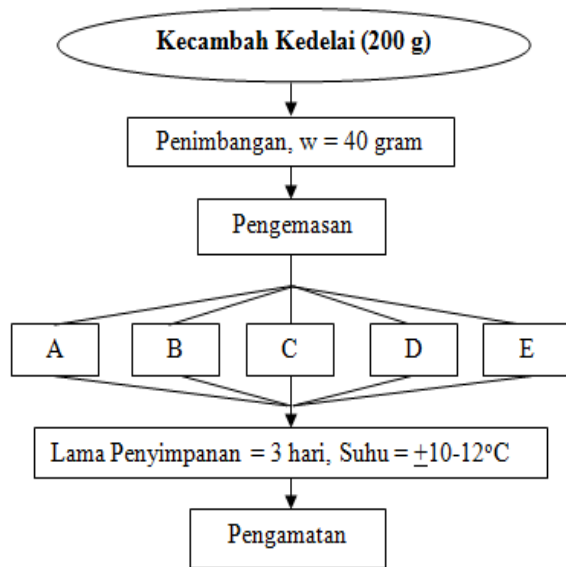 Kecambah Kedelai (200 g)
Penimbangan, w = 40 gram
Pengemasan
A B C D E
Lama Penyimpanan = 3 hari, Suhu = ±10-12°C
Pengamatan